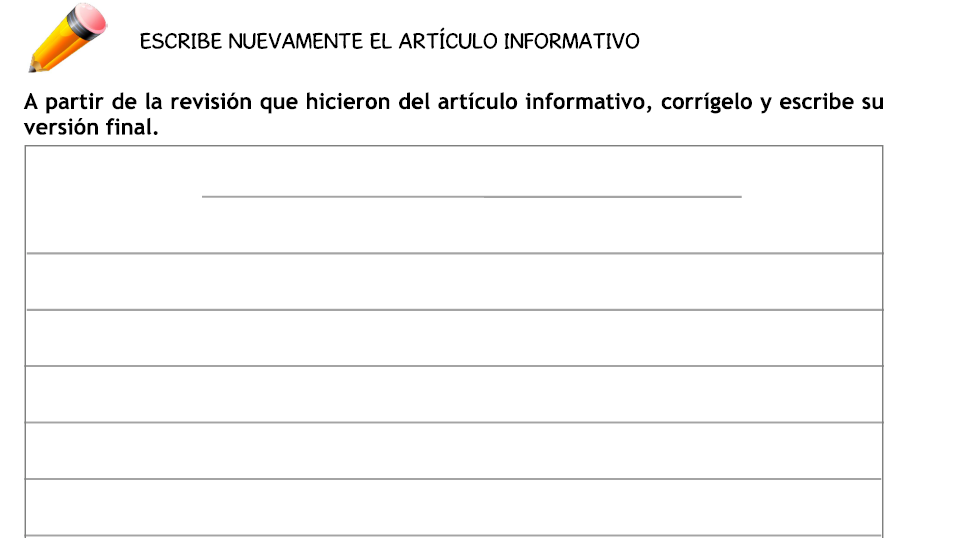 ESCRIBE NUEVAMENTE EL ARTÍCULO INFORMATIVO
A partir de la revisión que hicieron del artículo informativo, corrígelo y escribe su
versión final.